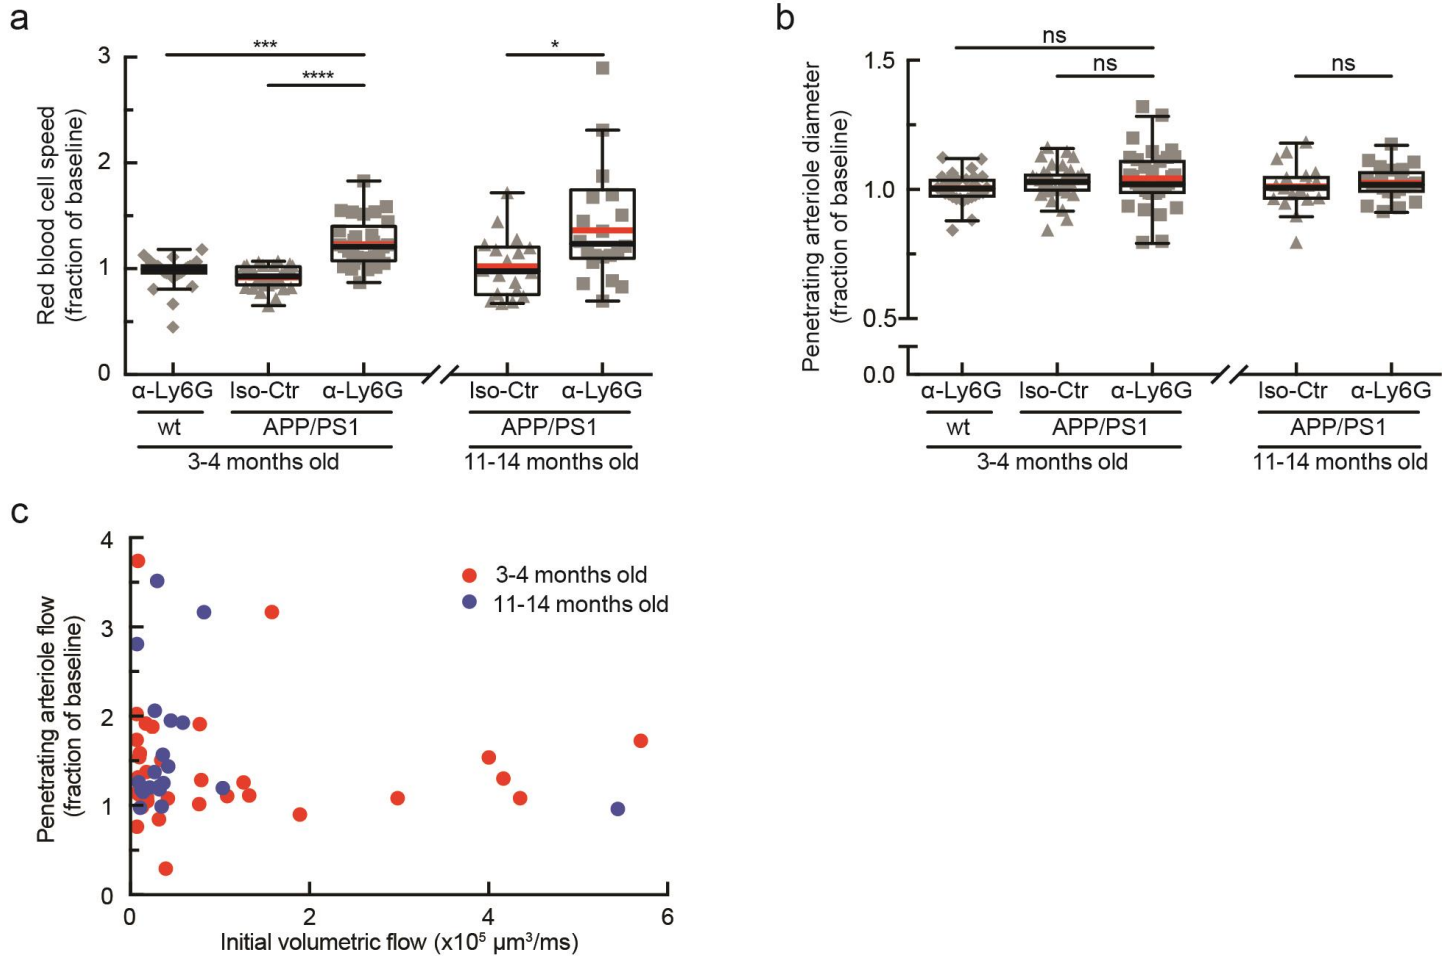 a
***
****
*
3
2
1
0
Red blood cell speed
(fraction of baseline)
α-Ly6G Iso-Ctr α-Ly6G Iso-Ctr α-Ly6G
wt APP/PS1 APP/PS1
3-4 months old 11-14 months old
b
ns
ns
ns
1.5
1.0
0.5
0.0
Penetrating arteriole diameter
(fraction of baseline)
α-Ly6G Iso-Ctr α-Ly6G Iso-Ctr α-Ly6G
wt APP/PS1 APP/PS1
3-4 months old 11-14 months old
c
4
3
2
1
0
Penetrating arteriole flow
(fraction of baseline)
3-4 months old
11-14 months old
0 2 4 6
Initial volumetric flow (x10⁵ µm³/ms)